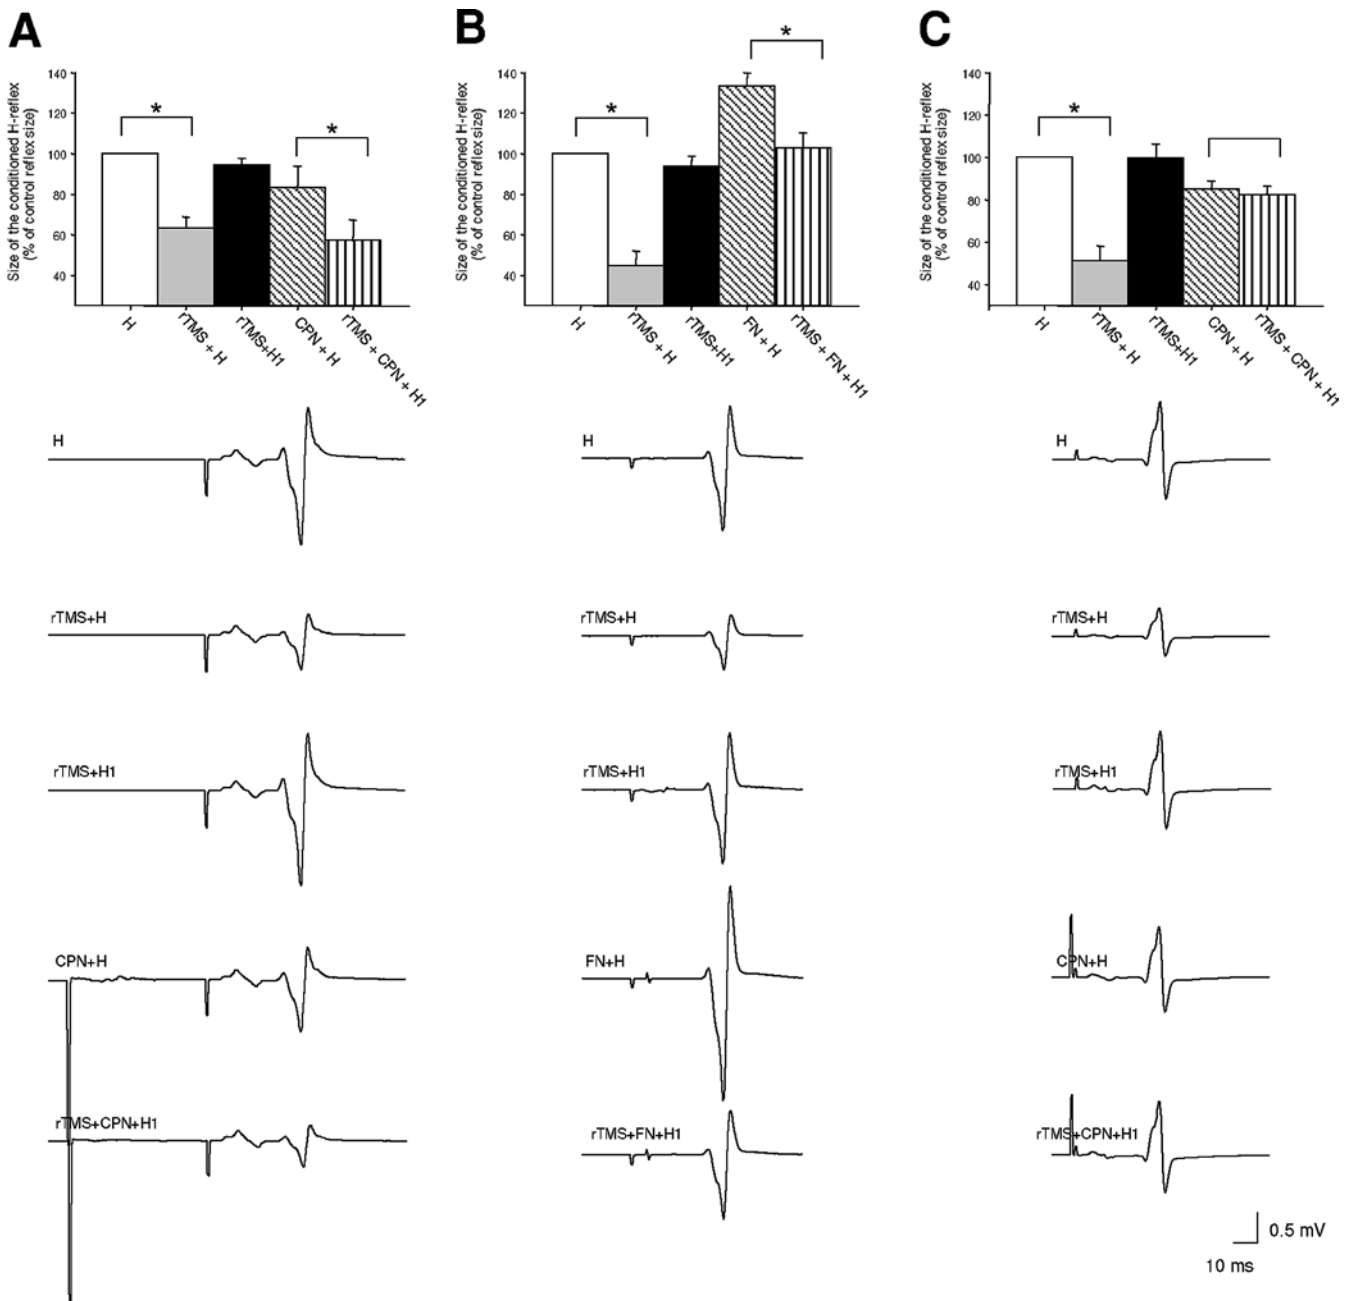 A
B
C
Size of the conditioned H-reflex
(% of control reflex size)
140
120
100
80
60
40
*
*
H
rTMS + H
rTMS+H1
CPN + H
rTMS + CPN + H1
Size of the conditioned H-reflex
(% of control reflex size)
140
120
100
80
60
40
*
*
H
rTMS + H
rTMS+H1
FN + H
rTMS + FN + H1
Size of the conditioned H-reflex
(% of control reflex size)
140
120
100
80
60
40
*
H
rTMS + H
rTMS+H1
CPN + H
rTMS + CPN + H1
H
H
H
rTMS+H
rTMS+H
rTMS+H
rTMS+H1
rTMS+H1
rTMS+H1
CPN+H
FN+H
CPN+H
rTMS+CPN+H1
rTMS+FN+H1
rTMS+CPN+H1
0.5 mV
10 ms